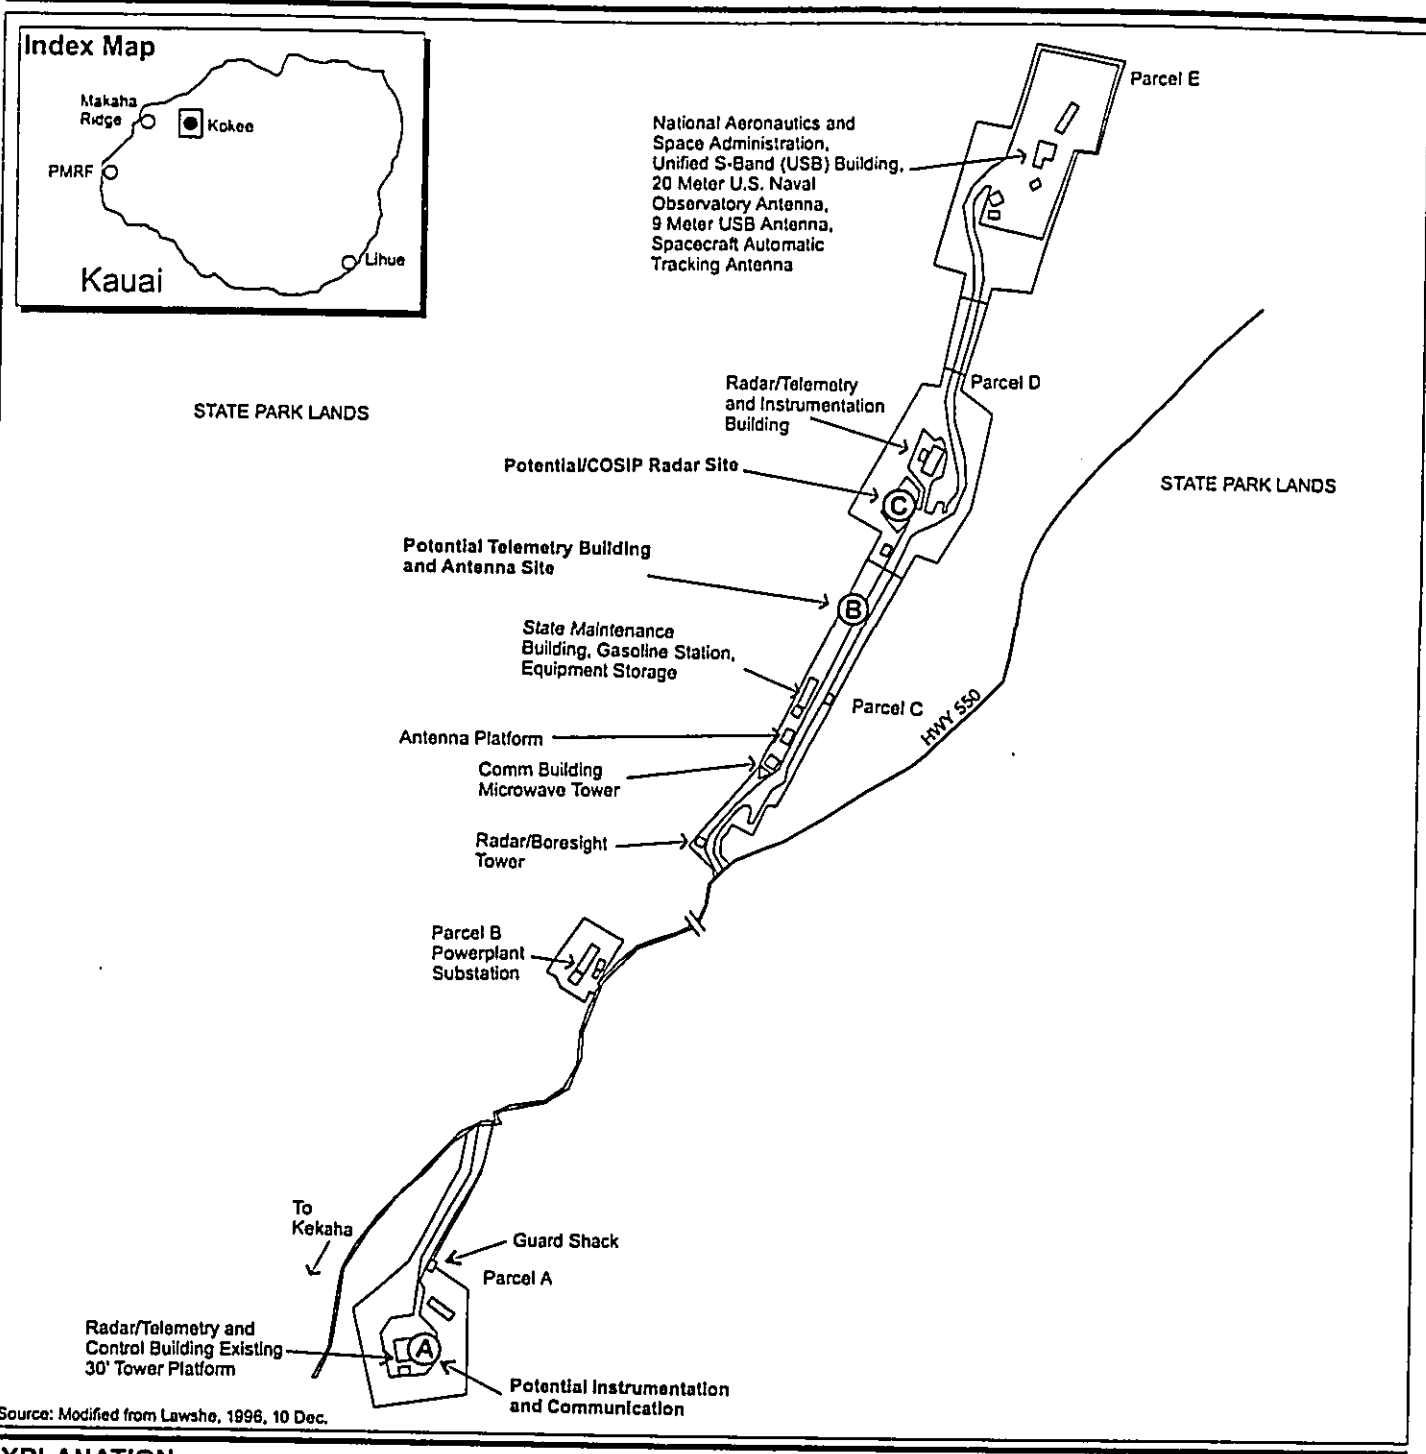 Index Map
Makaha
Ridge
Kokee
PMRF
Lihue
Kauai
Parcel E
National Aeronautics and
Space Administration,
Unified S-Band (USB) Building,
20 Meter U.S. Naval
Observatory Antenna,
9 Meter USB Antenna,
Spacecraft Automatic
Tracking Antenna
Parcel D
Radar/Telemetry
and Instrumentation
Building
STATE PARK LANDS
Potential/COSIP Radar Site
STATE PARK LANDS
C
Potential Telemetry Building
and Antenna Site
B
State Maintenance
Building, Gasoline Station,
Equipment Storage
Parcel C
HWY 550
Antenna Platform
Comm Building
Microwave Tower
Radar/Boresight
Tower
Parcel B
Powerplant
Substation
To
Kekaha
Guard Shack
Parcel A
Radar/Telemetry and
Control Building Existing
30' Tower Platform
A
Potential Instrumentation
and Communication
Source: Modified from Lawsho, 1996, 10 Dec.